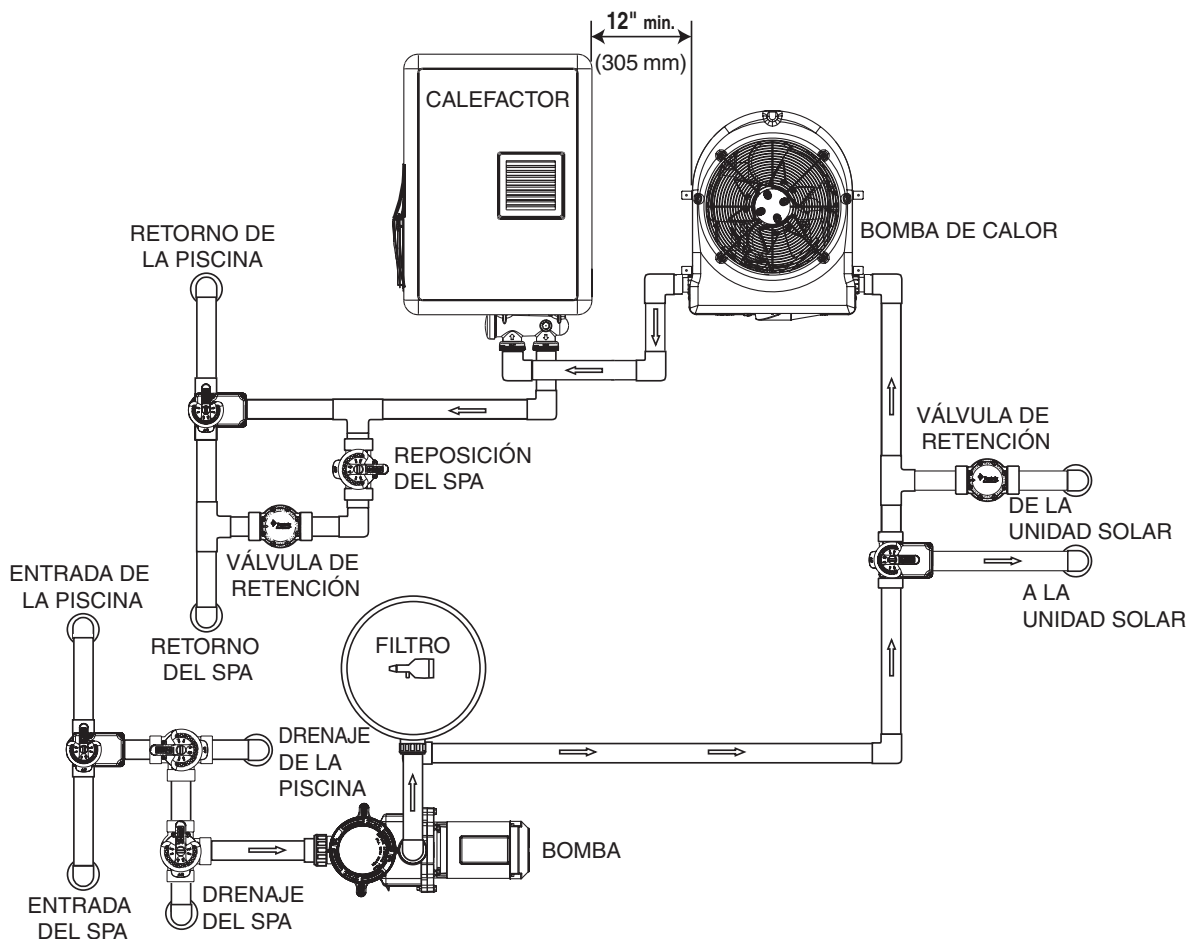 12" min.
(305 mm)
CALEFACTOR
BOMBA DE CALOR
RETORNO DE
LA PISCINA
VÁLVULA DE
RETENCIÓN
REPOSICIÓN
DEL SPA
DE LA
UNIDAD SOLAR
VÁLVULA DE
RETENCIÓN
ENTRADA DE
LA PISCINA
A LA
UNIDAD SOLAR
RETORNO
DEL SPA
FILTRO
DRENAJE
DE LA
PISCINA
BOMBA
ENTRADA
DEL SPA
DRENAJE
DEL SPA